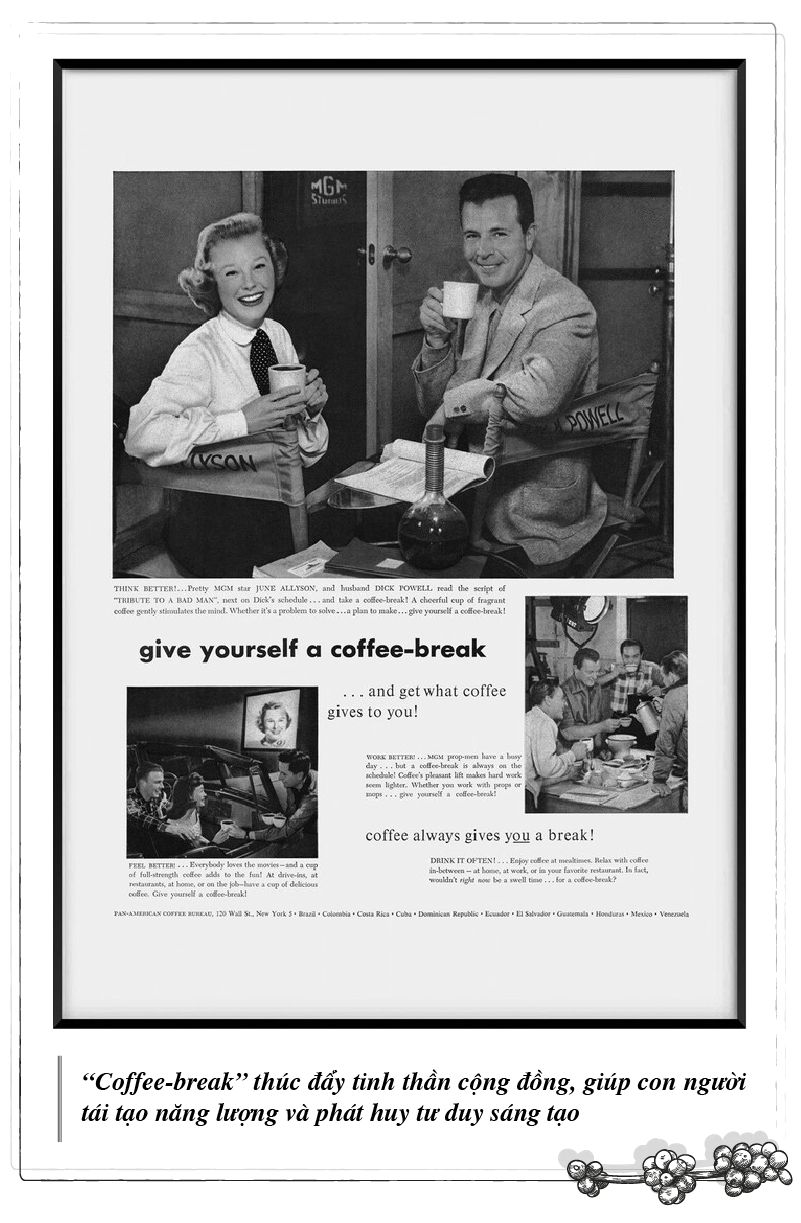 MGM
STUDIOS
LYSON
POWELL
THINK BETTER!...Pretty MGM star JUNE ALLYSON, and husband DICK POWELL read the script of
"TRIBUTE TO A BAD MAN", next on Dick's schedule . . . and take a coffee-break! A cheerful cup of fragrant
coffee gently stimulates the mind. Whether it's a problem to solve...a plan to make...give yourself a coffee-break!
give yourself a coffee-break
. . . and get what coffee
gives to you!
WORK BETTER! . . . MGM prop-men have a busy
day . . . but a coffee-break is always on the
schedule! Coffee's pleasant lift makes hard work
seem lighter.. Whether you work with props or
mops . . . give yourself a coffee-break!
coffee always gives you a break!
FEEL BETTER! . . . Everybody loves the movies—and a cup
of full-strength coffee adds to the fun! At drive-ins, at
restaurants, at home, or on the job—have a cup of delicious
coffee. Give yourself a coffee-break!
DRINK IT OFTEN! . . . Enjoy coffee at mealtimes. Relax with coffee
in-between — at home, at work, or in your favorite restaurant. In fact,
wouldn't right now be a swell time . . . for a coffee-break?
PAN-AMERICAN COFFEE BUREAU, 120 Wall St., New York 5 • Brazil • Colombia • Costa Rica • Cuba • Dominican Republic • Ecuador • El Salvador • Guatemala • Honduras • Mexico • Venezuela
“Coffee-break” thúc đẩy tinh thần cộng đồng, giúp con người
tái tạo năng lượng và phát huy tư duy sáng tạo